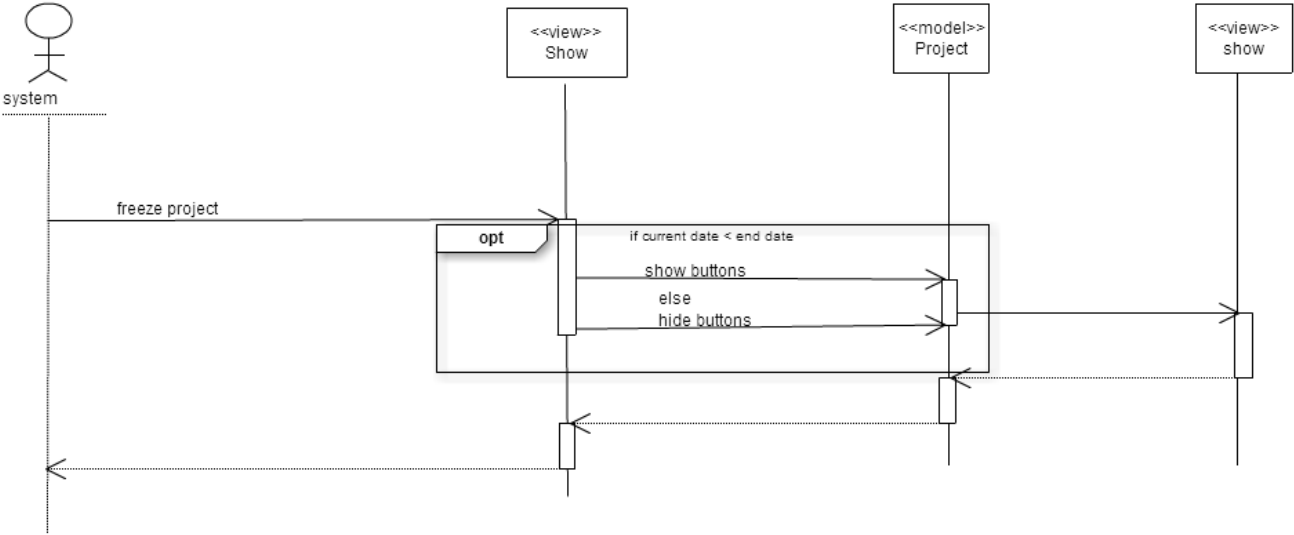 <<view>>
Show
<<model>>
Project
<<view>>
show
system
freeze project
opt
if current date < end date
show buttons
else
hide buttons